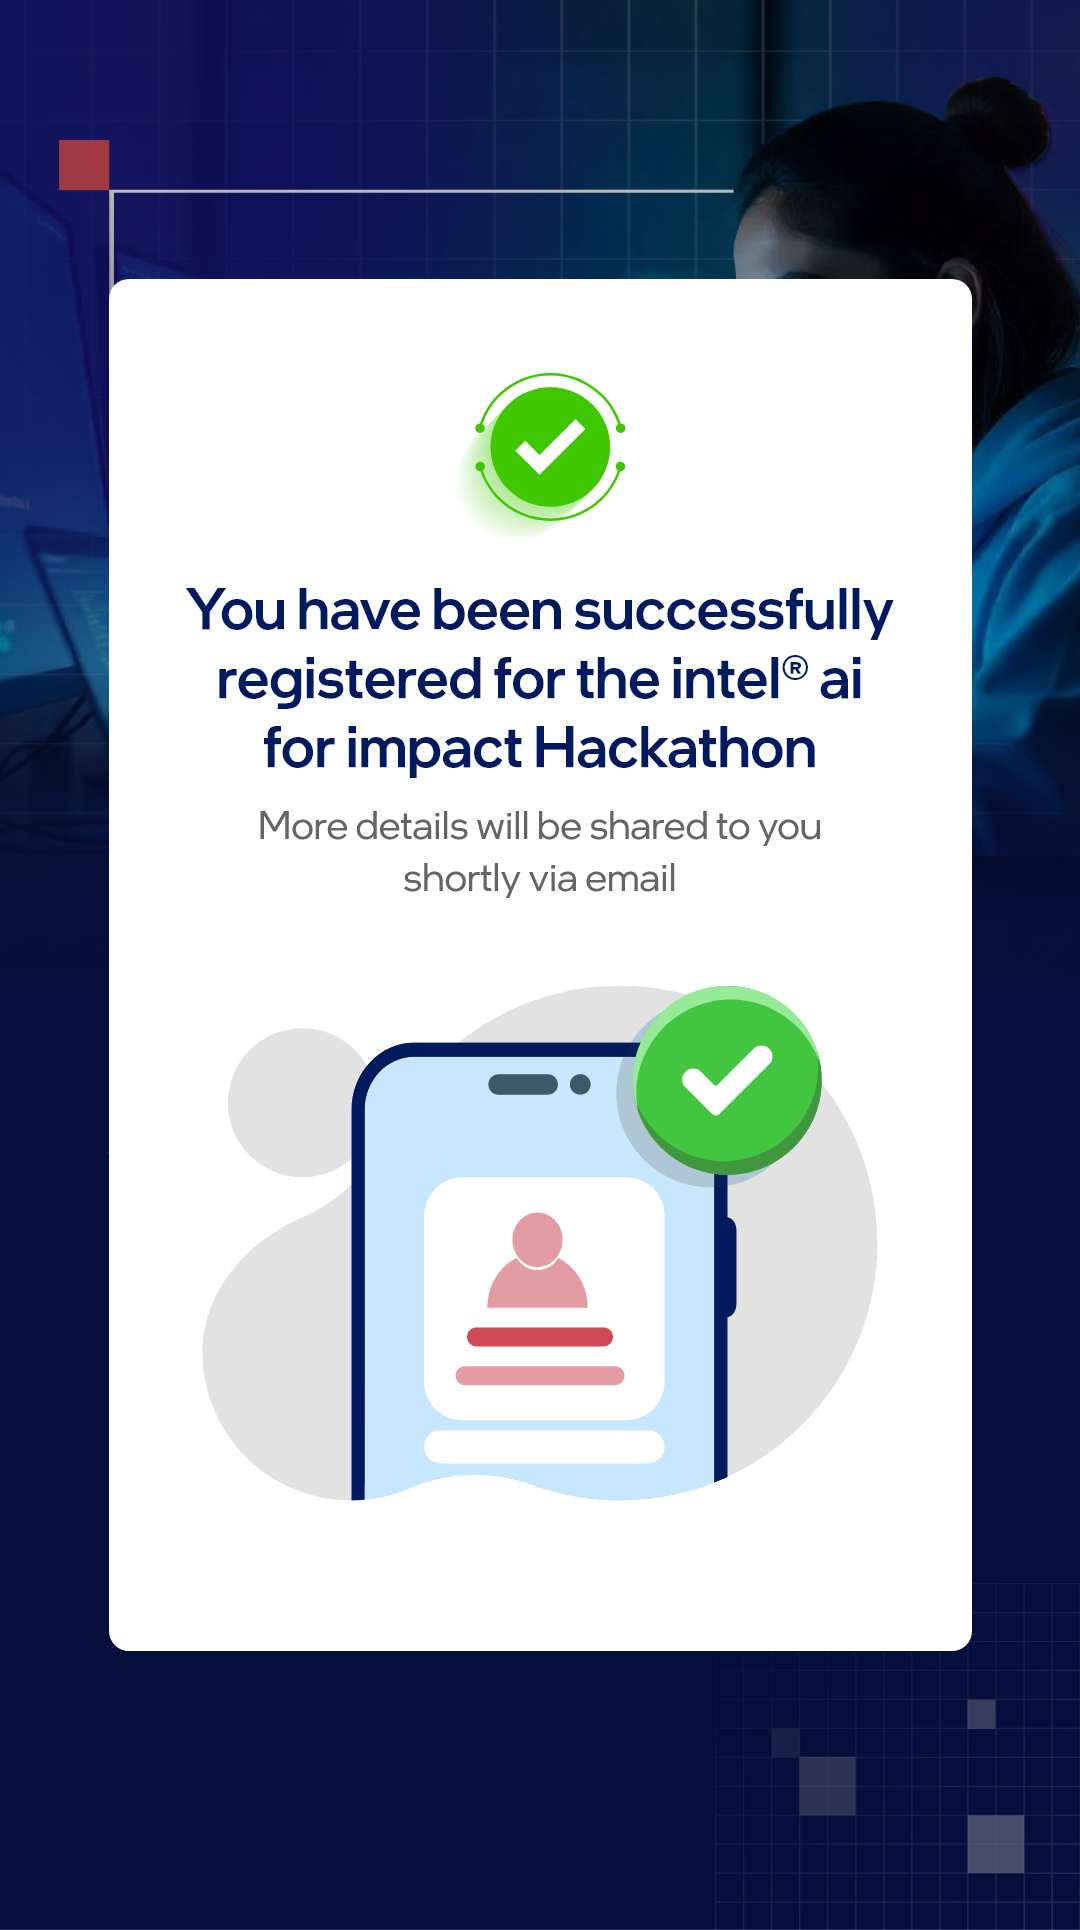 You have been successfully
registered for the intel® ai
for impact Hackathon
More details will be shared to you
shortly via email